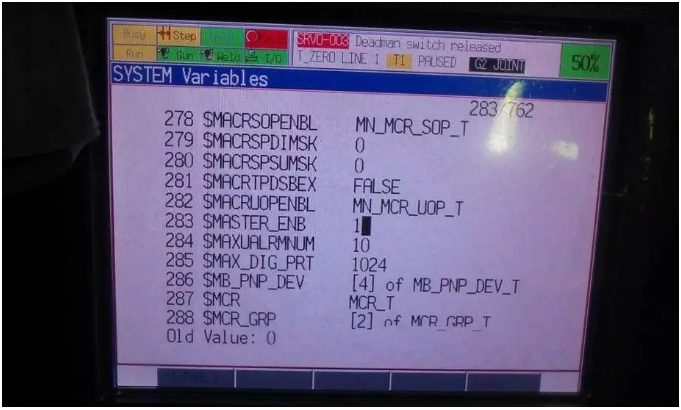 Busy Step SRVO-003 Deadman switch released
Run Gun Weld I/O T_ZERO LINE 1 T1 PAUSED G2 JOINT 50%
SYSTEM Variables
283/762
278 $MACRSOPENBL MN_MCR_SOP_T
279 $MACRSPDIMSK 0
280 $MACRSPSUMSK 0
281 $MACRTPDSBEX FALSE
282 $MACRUOPENBL MN_MCR_UOP_T
283 $MASTER_ENB 1
284 $MAXUALRMNUM 10
285 $MAX_DIG_PRT 1024
286 $MB_PNP_DEV [4] of MB_PNP_DEV_T
287 $MCR MCR_T
288 $MCR_GRP [2] of MCR_GRP_T
Old Value: 0
[ TYPE ]